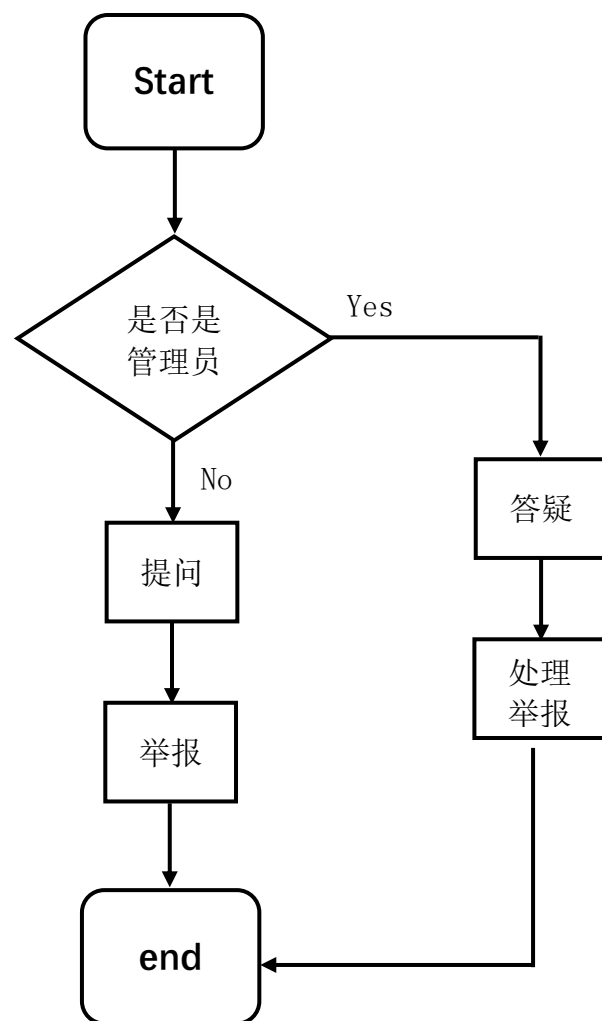 Start
是否是
管理员
Yes
No
答疑
提问
处理
举报
举报
end